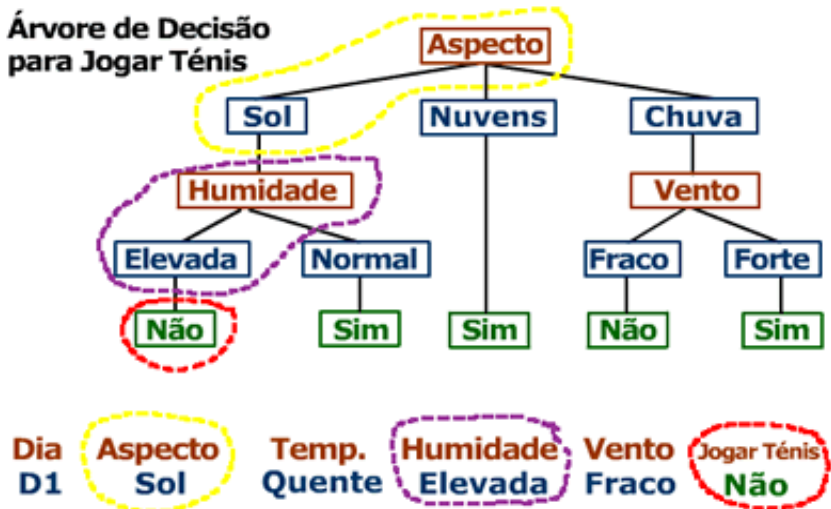 Árvore de Decisão
para Jogar Ténis
Aspecto
Sol Nuvens Chuva
Humidade Vento
Elevada Normal Fraco Forte
Não Sim Sim Não Sim
Dia Aspecto Temp. Humidade Vento Jogar Ténis
D1 Sol Quente Elevada Fraco Não